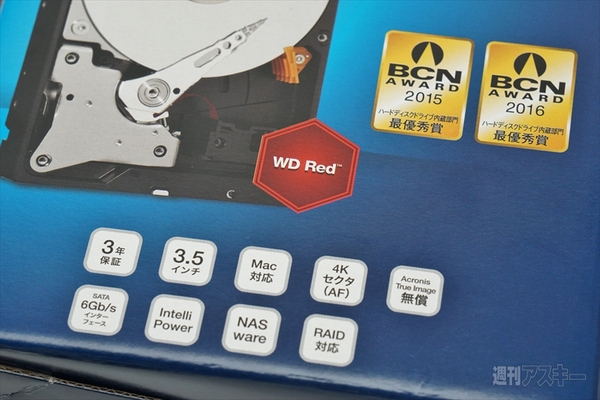 BCN
AWARD
2015
ハードディスクドライブ内蔵部門
最優秀賞
BCN
AWARD
2016
ハードディスクドライブ内蔵部門
最優秀賞
WD Red™
3年
保証
3.5
インチ
Mac
対応
4K
セクタ
(AF)
Acronis
True Image
無償
SATA
6Gb/s
インター
フェース
Intelli
Power
NAS
ware
RAID
対応
週刊アスキー